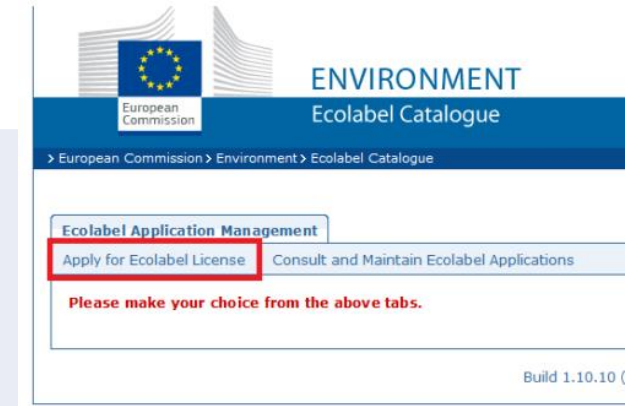 European
Commission
ENVIRONMENT
Ecolabel Catalogue
> European Commission > Environment > Ecolabel Catalogue
Ecolabel Application Management
Apply for Ecolabel License Consult and Maintain Ecolabel Applications
Please make your choice from the above tabs.
Build 1.10.10 (